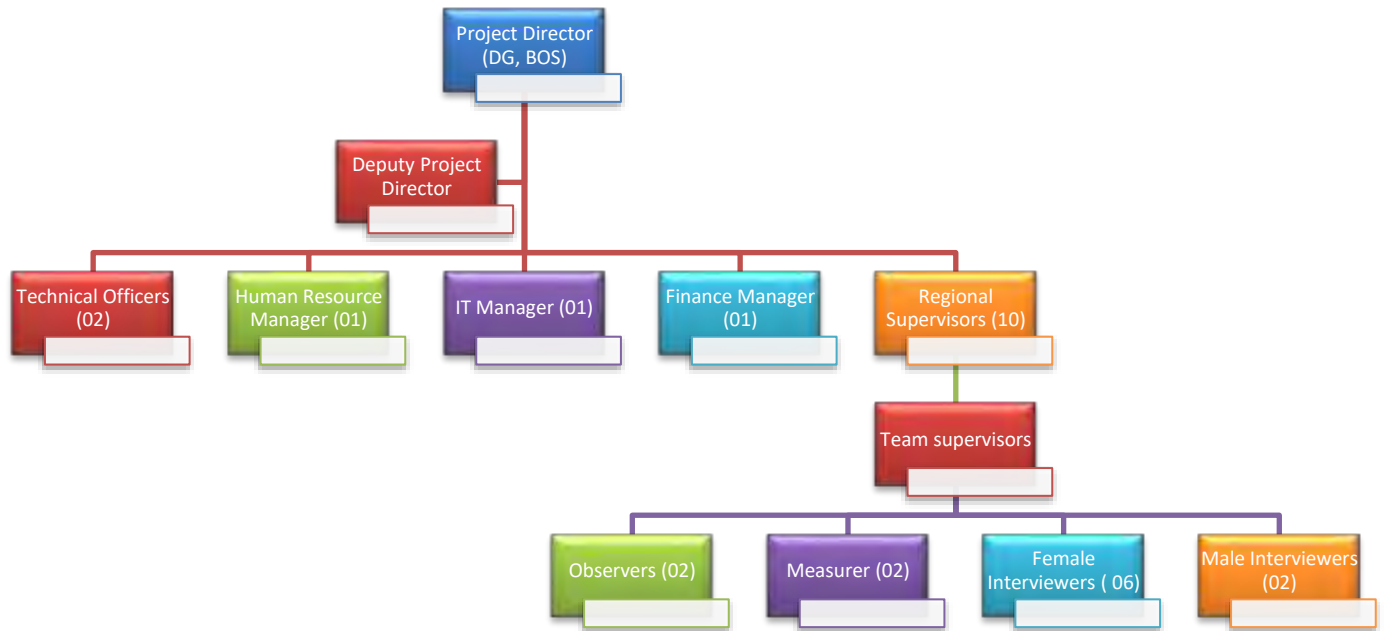 Project Director
(DG, BOS)
Deputy Project
Director
Technical Officers
(02)
Human Resource
Manager (01)
IT Manager (01)
Finance Manager
(01)
Regional
Supervisors (10)
Team supervisors
Observers (02)
Measurer (02)
Female
Interviewers ( 06)
Male Interviewers
(02)